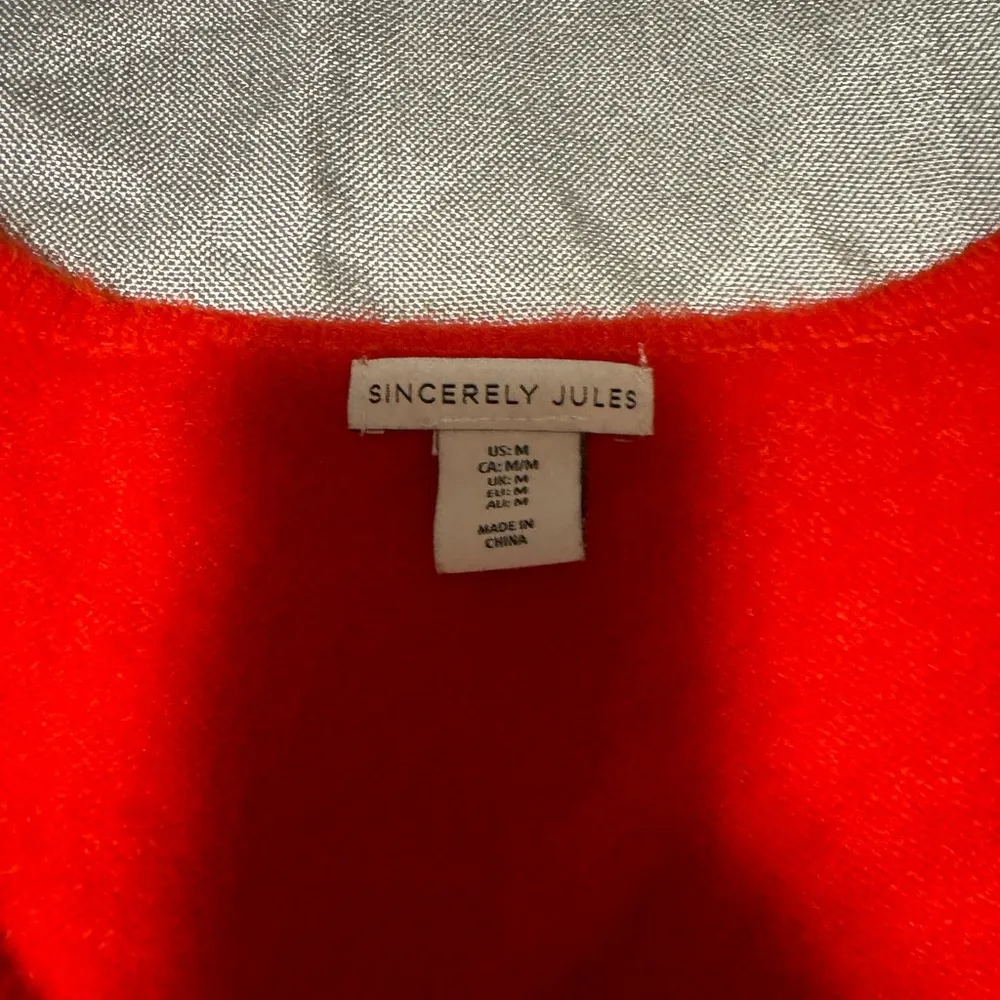 SINCERELY JULES
US: M
CA: M/M
UK: M
EU: M
AU: M
MADE IN
CHINA